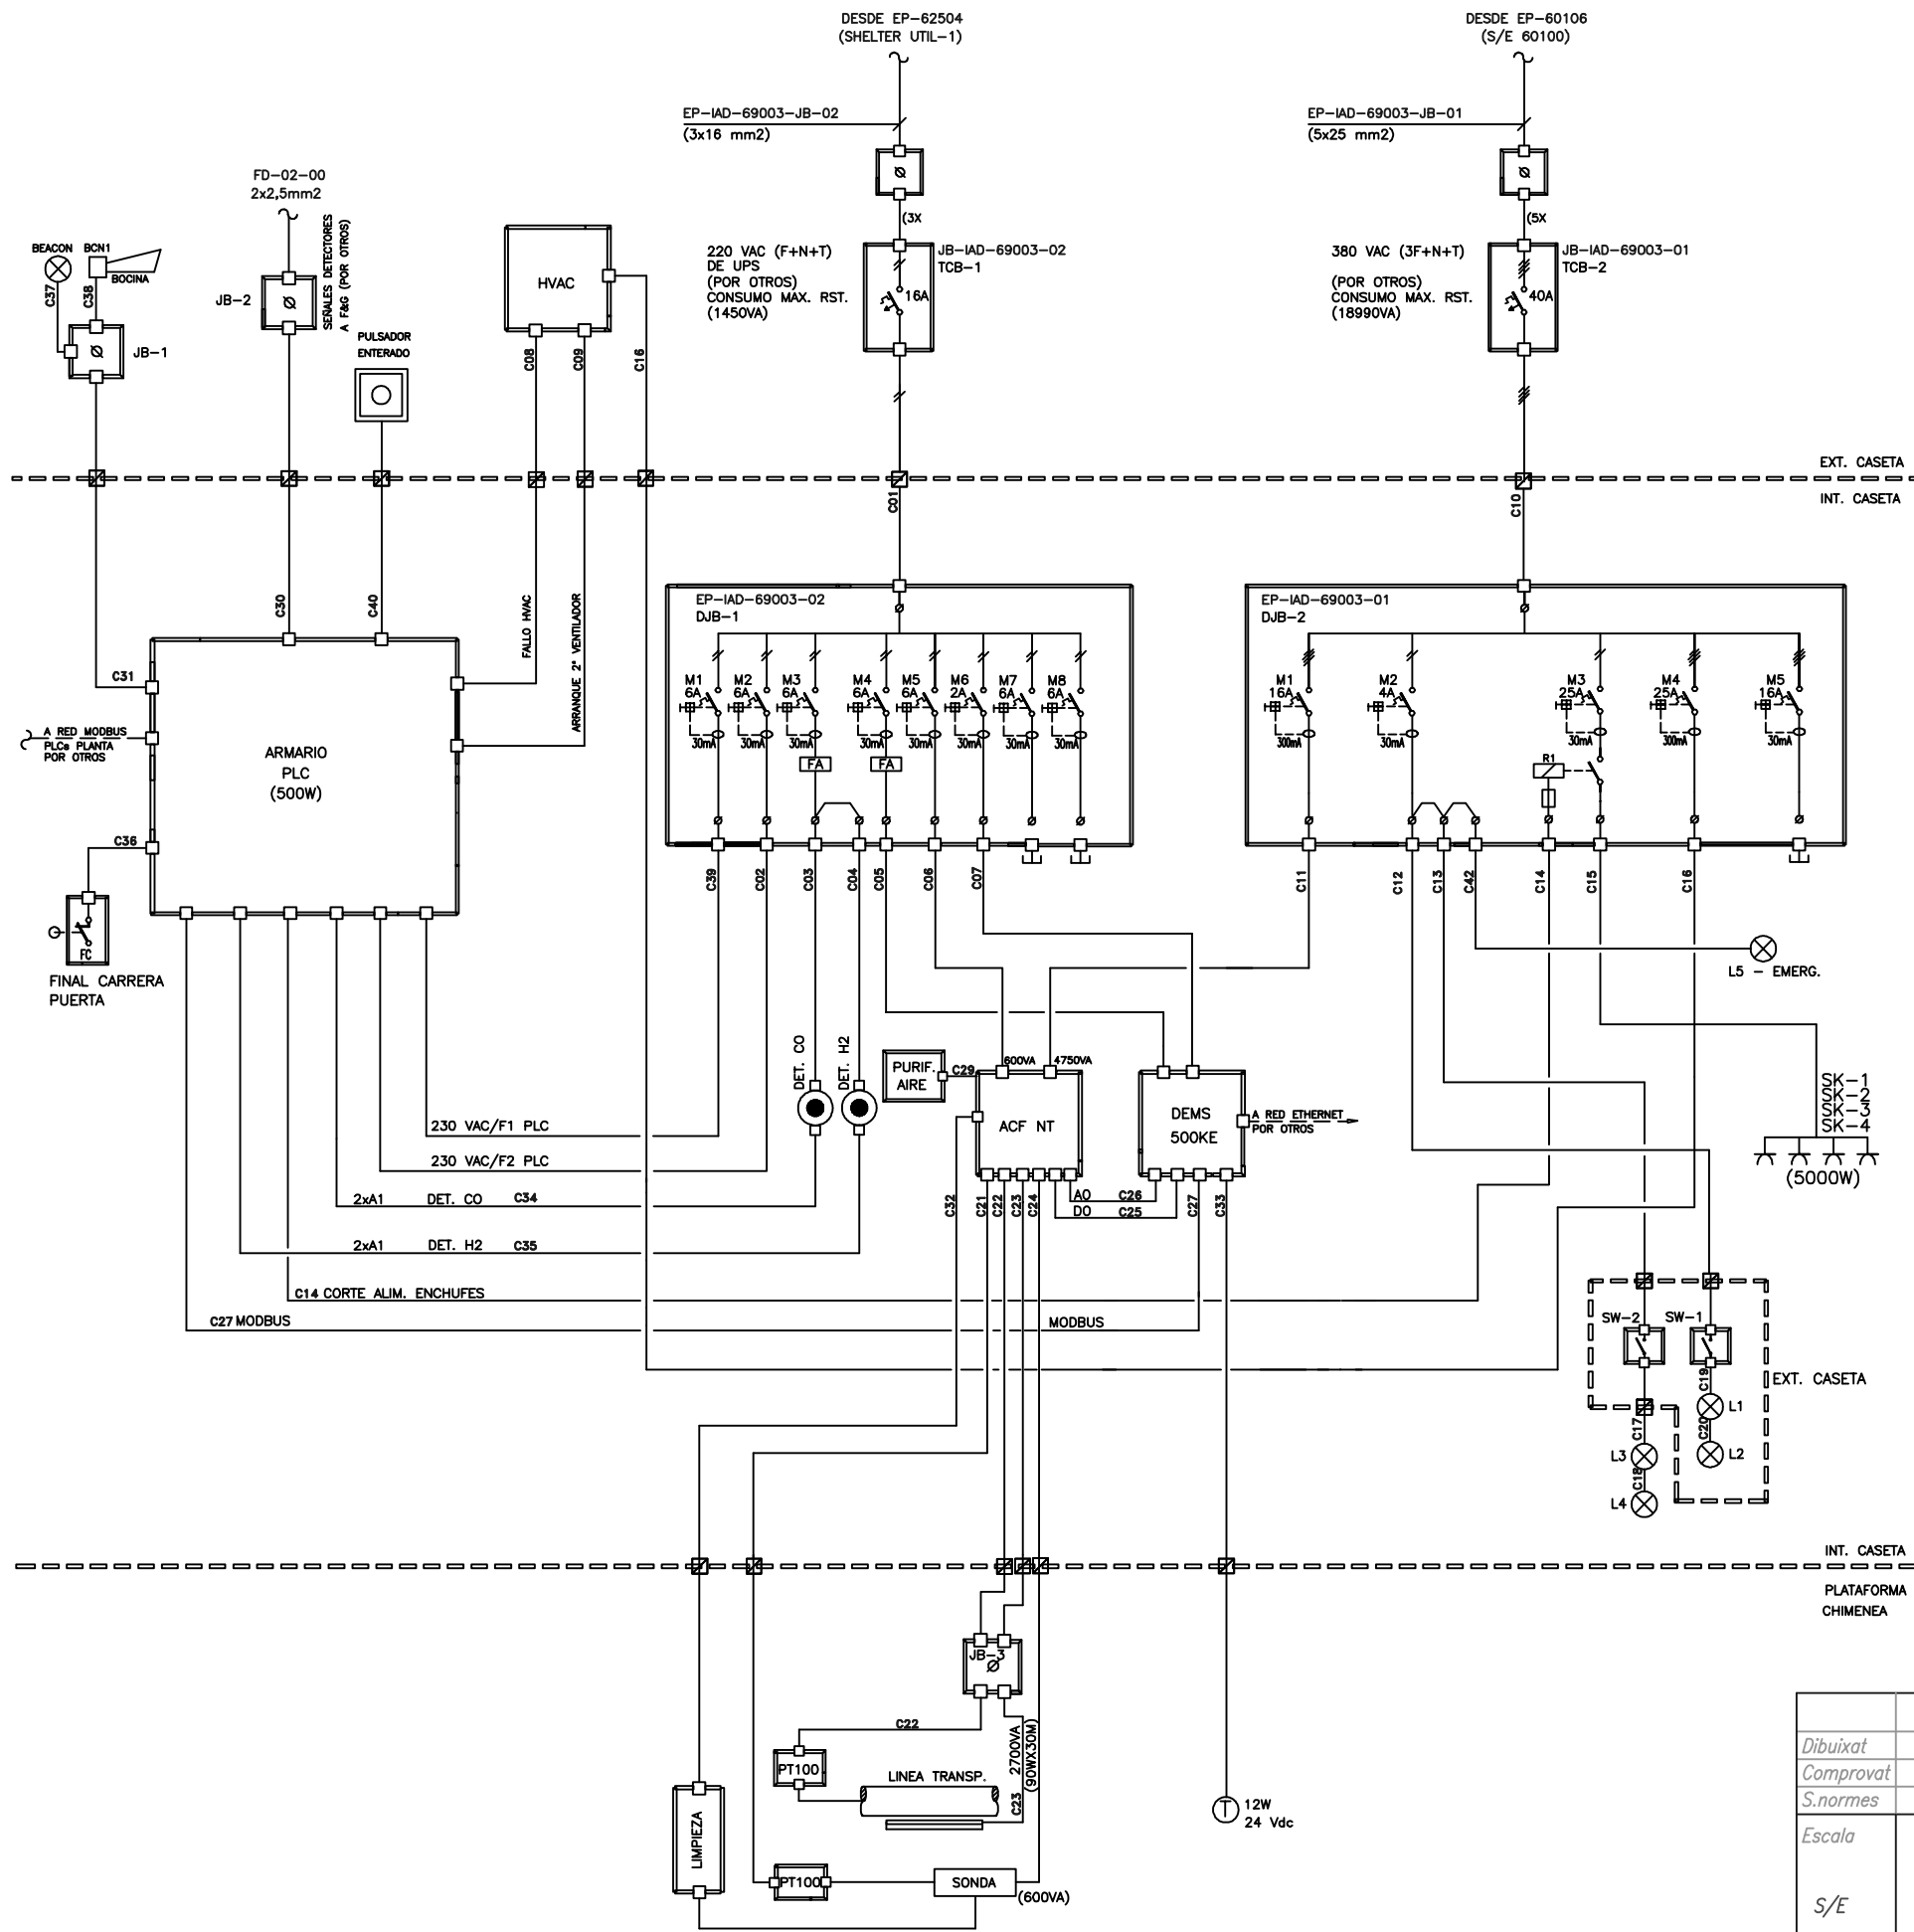 DESDE EP-62504
(SHELTER UTIL-1)
DESDE EP-60106
(S/E 60100)
EP-IAD-69003-JB-02
(3x16 mm2)
EP-IAD-69003-JB-01
(5x25 mm2)
FD-02-00
2x2,5mm2
SEÑALES DETECTORES
A F&G (POR OTROS)
BEACON
BCN1
BOCINA
C37
C38
JB-1
JB-2
PULSADOR
ENTERADO
HVAC
C08
C09
C16
(3X
220 VAC (F+N+T)
DE UPS
(POR OTROS)
CONSUMO MAX. RST.
(1450VA)
JB-IAD-69003-02
TCB-1
16A
(5X
380 VAC (3F+N+T)
(POR OTROS)
CONSUMO MAX. RST.
(18990VA)
JB-IAD-69003-01
TCB-2
40A
EXT. CASETA
INT. CASETA
C01
C10
C30
C40
FALLO HVAC
ARRANQUE 2º VENTILADOR
EP-IAD-69003-02
DJB-1
M1
6A
30mA
M2
6A
30mA
M3
6A
30mA
FA
M4
6A
30mA
FA
M5
6A
30mA
M6
2A
30mA
M7
6A
30mA
M8
6A
30mA
EP-IAD-69003-01
DJB-2
M1
16A
300mA
M2
4A
30mA
M3
25A
30mA
R1
M4
25A
300mA
M5
16A
30mA
C31
A RED MODBUS
PLCs PLANTA
POR OTROS
ARMARIO
PLC
(500W)
C36
FC
FINAL CARRERA
PUERTA
C39
C02
C03
C04
C05
C06
C07
C11
C12
C13
C42
C14
C15
C16
L5 - EMERG.
DET. CO
DET. H2
PURIF.
AIRE
C29
600VA
4750VA
ACF NT
DEMS
500KE
A RED ETHERNET
POR OTROS
SK-1
SK-2
SK-3
SK-4
(5000W)
230 VAC/F1 PLC
230 VAC/F2 PLC
2xA1 DET. CO C34
2xA1 DET. H2 C35
C32
C21
C22
C23
C24
AO C26
DO C25
C27
C33
C14 CORTE ALIM. ENCHUFES
C27 MODBUS
MODBUS
SW-2
SW-1
EXT. CASETA
C19
L1
C20
L2
C17
L3
C18
L4
INT. CASETA
PLATAFORMA
CHIMENEA
JB-3
C22
PT100
LINEA TRANSP.
C23 2700VA
(90WX30M)
LIMPIEZA
PT100
SONDA
(600VA)
T
12W
24 Vdc
Dibuixat
Comprovat
S.normes
Escala
S/E